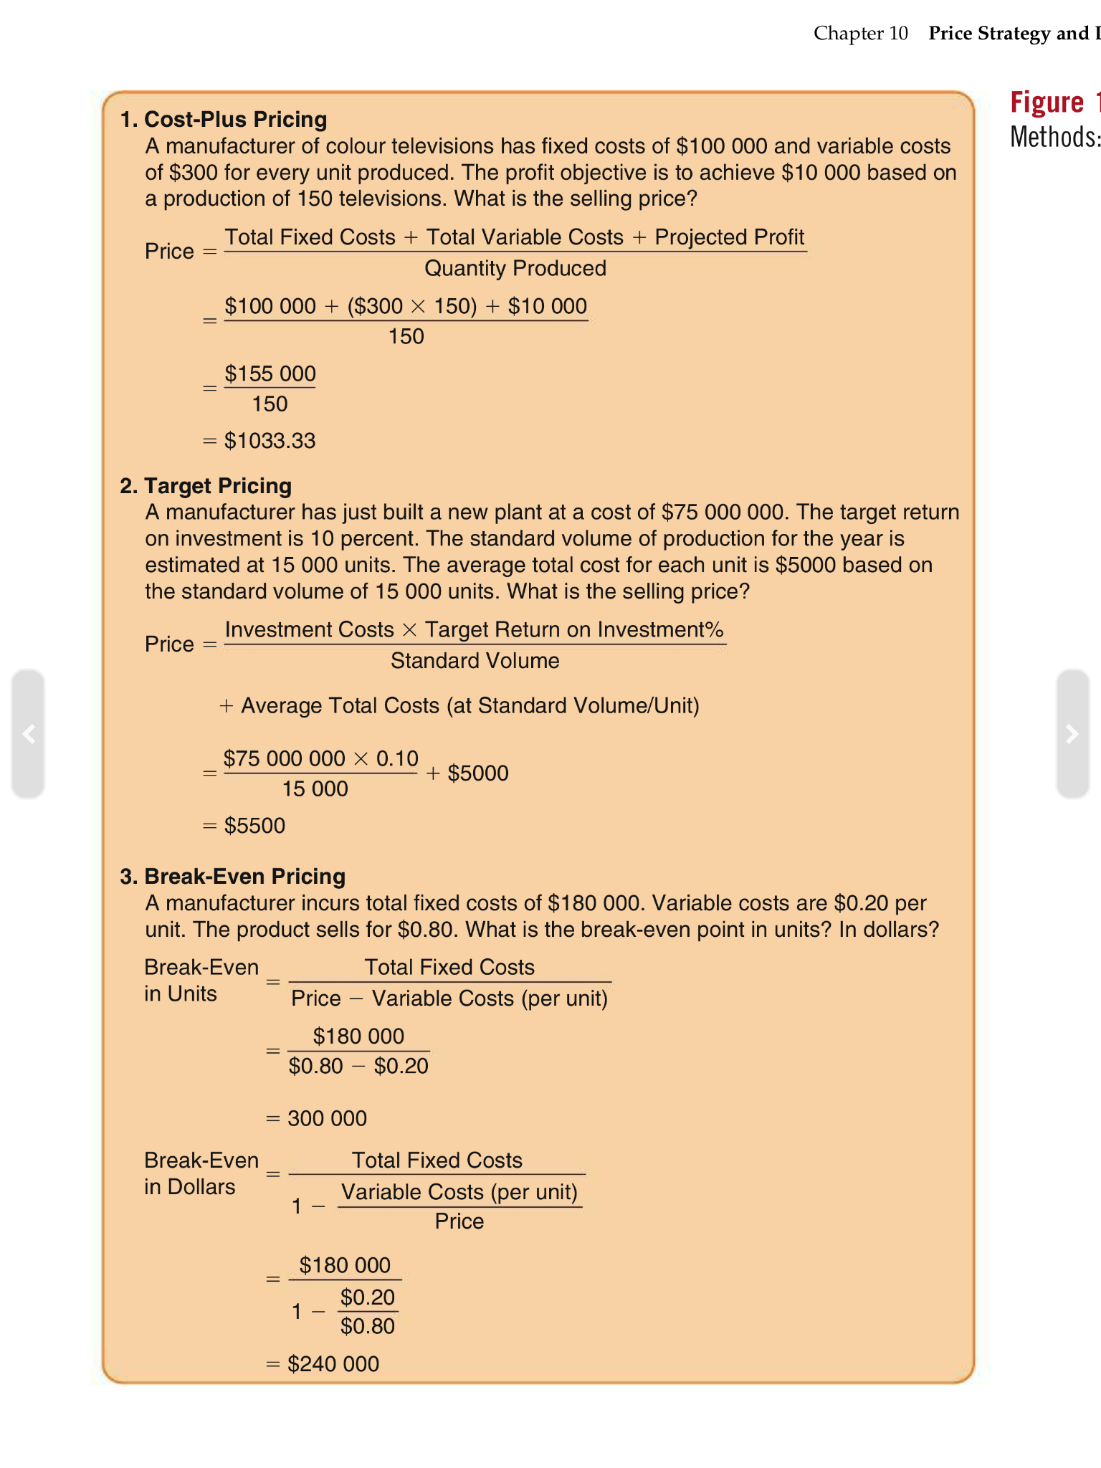 Chapter 10 Price Strategy and
Figure 1
Methods:
1. Cost-Plus Pricing
A manufacturer of colour televisions has fixed costs of $100 000 and variable costs
of $300 for every unit produced. The profit objective is to achieve $10 000 based on
a production of 150 televisions. What is the selling price?
Price = Total Fixed Costs + Total Variable Costs + Projected Profit
Quantity Produced
= $100 000 + ($300 × 150) + $10 000
150
= $155 000
150
= $1033.33
2. Target Pricing
A manufacturer has just built a new plant at a cost of $75 000 000. The target return
on investment is 10 percent. The standard volume of production for the year is
estimated at 15 000 units. The average total cost for each unit is $5000 based on
the standard volume of 15 000 units. What is the selling price?
Price = Investment Costs × Target Return on Investment%
Standard Volume
+ Average Total Costs (at Standard Volume/Unit)
= $75 000 000 × 0.10 + $5000
15 000
= $5500
3. Break-Even Pricing
A manufacturer incurs total fixed costs of $180 000. Variable costs are $0.20 per
unit. The product sells for $0.80. What is the break-even point in units? In dollars?
Break-Even in Units = Total Fixed Costs
Price − Variable Costs (per unit)
= $180 000
$0.80 − $0.20
= 300 000
Break-Even in Dollars = Total Fixed Costs
1 − Variable Costs (per unit)
Price
= $180 000
1 − $0.20
$0.80
= $240 000